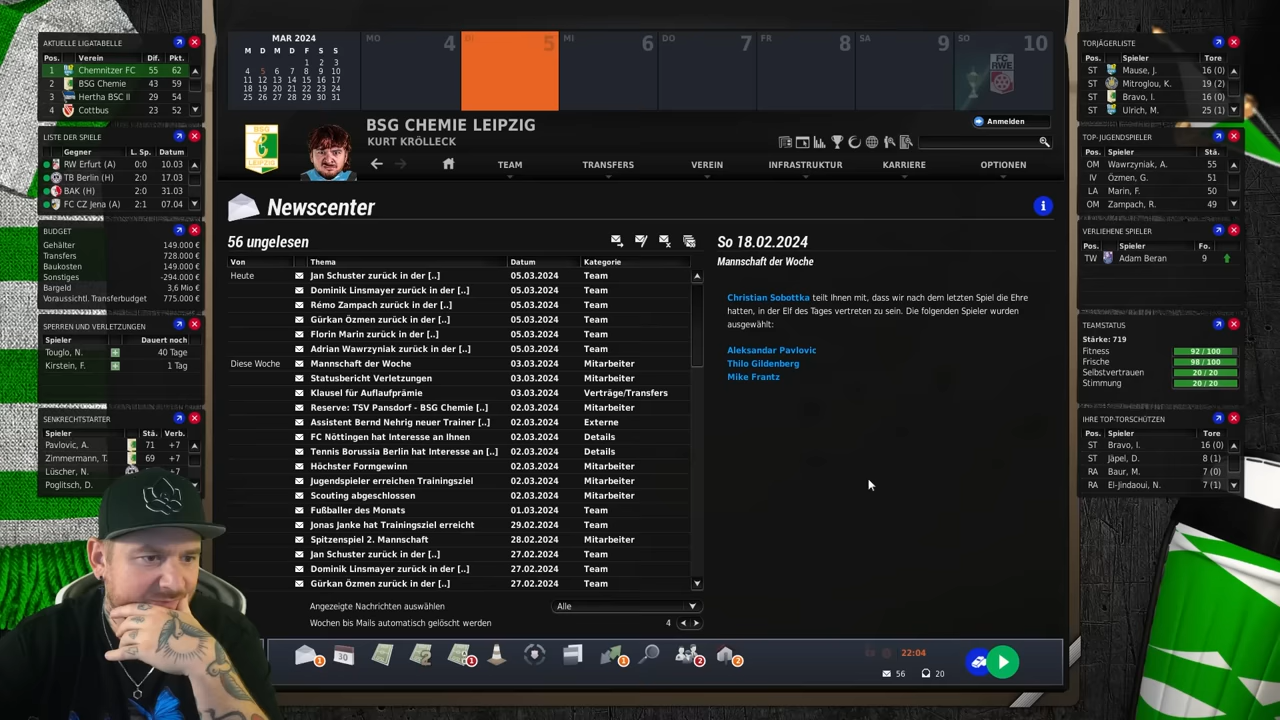 AKTUELLE LIGATABELLE
Pos. Verein Dif. Pkt.
1 Chemnitzer FC 55 62
2 BSG Chemie 43 59
3 Hertha BSC II 29 54
4 Cottbus 23 52
LISTE DER SPIELE
Gegner L. Sp. Datum
RW Erfurt (A) 0:0 10.03
TB Berlin (H) 2:0 17.03
BAK (H) 2:0 31.03
FC CZ Jena (A) 2:1 07.04
BUDGET
Gehälter 149.000 €
Transfers 728.000 €
Baukosten 149.000 €
Sonstiges -294.000 €
Bargeld 3,6 Mio €
Voraussichtl. Transferbudget 775.000 €
SPERREN UND VERLETZUNGEN
Spieler Dauert noch
Touglo, N. 40 Tage
Kirstein, F. 1 Tag
SENKRECHTSTARTER
Spieler Stä. Verb.
Pavlovic, A. 71 +7
Zimmermann, T. 69 +7
Lüscher, N. +7
Poglitsch, D.
MAR 2024
M D M D F S S
1 2 3
4 5 6 7 8 9 10
11 12 13 14 15 16 17
18 19 20 21 22 23 24
25 26 27 28 29 30 31
MO 4
DI 5
MI 6
DO 7
FR 8
SA 9
SO 10
FC RWE
BSG LEIPZIG
BSG CHEMIE LEIPZIG
KURT KRÖLLECK
Anmelden
TEAM TRANSFERS VEREIN INFRASTRUKTUR KARRIERE OPTIONEN
Newscenter
i
56 ungelesen
Von Thema Datum Kategorie
Heute Jan Schuster zurück in der [..] 05.03.2024 Team
Dominik Linsmayer zurück in der [..] 05.03.2024 Team
Rémo Zampach zurück in der [..] 05.03.2024 Team
Gürkan Özmen zurück in der [..] 05.03.2024 Team
Florin Marin zurück in der [..] 05.03.2024 Team
Adrian Wawrzyniak zurück in der [..] 05.03.2024 Team
Diese Woche Mannschaft der Woche 03.03.2024 Mitarbeiter
Statusbericht Verletzungen 03.03.2024 Mitarbeiter
Klausel für Auflaufprämie 03.03.2024 Verträge/Transfers
Reserve: TSV Pansdorf - BSG Chemie [..] 02.03.2024 Mitarbeiter
Assistent Bernd Nehrig neuer Trainer [..] 02.03.2024 Externe
FC Nöttingen hat Interesse an Ihnen 02.03.2024 Details
Tennis Borussia Berlin hat Interesse an [..] 02.03.2024 Details
Höchster Formgewinn 02.03.2024 Mitarbeiter
Jugendspieler erreichen Trainingsziel 02.03.2024 Mitarbeiter
Scouting abgeschlossen 02.03.2024 Mitarbeiter
Fußballer des Monats 01.03.2024 Team
Jonas Janke hat Trainingsziel erreicht 29.02.2024 Team
Spitzenspiel 2. Mannschaft 28.02.2024 Mitarbeiter
Jan Schuster zurück in der [..] 27.02.2024 Team
Dominik Linsmayer zurück in der [..] 27.02.2024 Team
Gürkan Özmen zurück in der [..] 27.02.2024 Team
Angezeigte Nachrichten auswählen Alle
Wochen bis Mails automatisch gelöscht werden 4
So 18.02.2024
Mannschaft der Woche
Christian Sobottka teilt Ihnen mit, dass wir nach dem letzten Spiel die Ehre
hatten, in der Elf des Tages vertreten zu sein. Die folgenden Spieler wurden
ausgewählt:
Aleksandar Pavlovic
Thilo Gildenberg
Mike Frantz
1 30 2 1 1 2 2
22:04
56 20
TORJÄGERLISTE
Pos. Spieler Tore
ST Mause, J. 16 (0)
ST Mitroglou, K. 19 (2)
ST Bravo, I. 16 (0)
ST Ulrich, M. 25 (1)
TOP-JUGENDSPIELER
Pos. Spieler Stä.
OM Wawrzyniak, A. 55
IV Özmen, G. 51
LA Marin, F. 50
OM Zampach, R. 49
VERLIEHENE SPIELER
Pos. Spieler Fo.
TW Adam Beran 9
TEAMSTATUS
Stärke: 719
Fitness 92 / 100
Frische 98 / 100
Selbstvertrauen 20 / 20
Stimmung 20 / 20
IHRE TOP-TORSCHÜTZEN
Pos. Spieler Tore
ST Bravo, I. 16 (0)
ST Jäpel, D. 8 (1)
RA Baur, M. 7 (0)
RA El-Jindaoui, N. 7 (1)